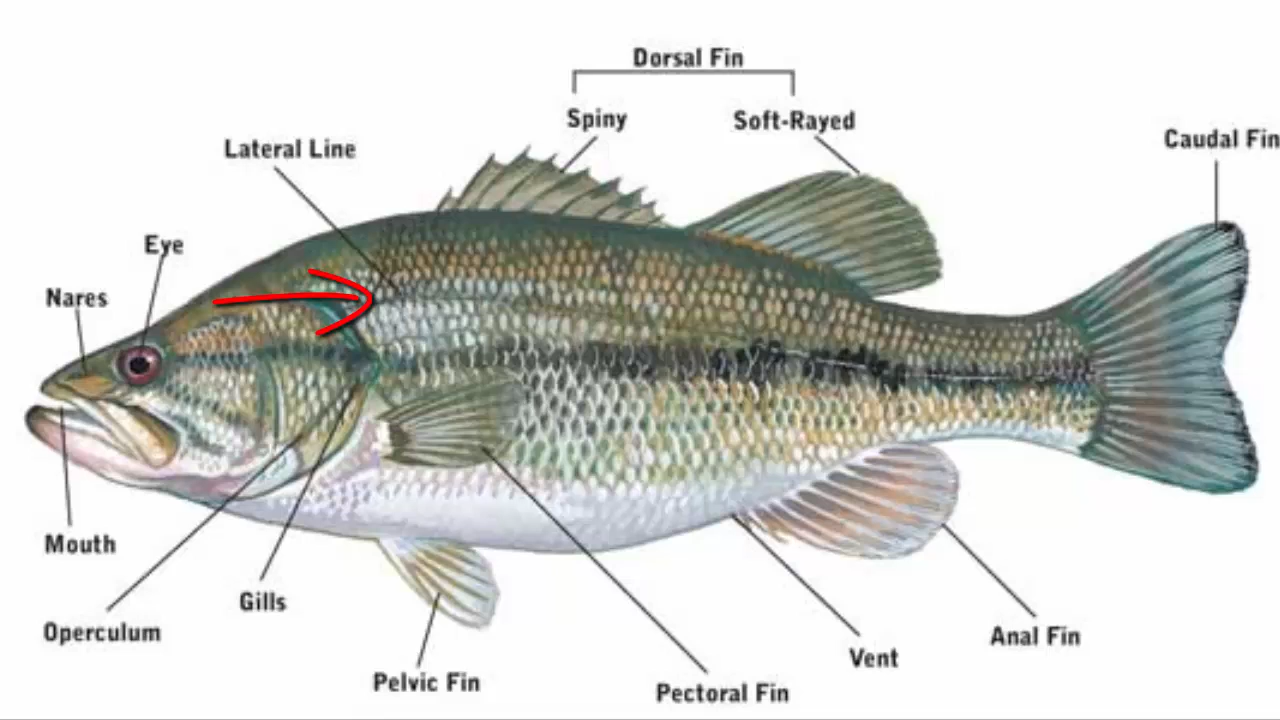 Dorsal Fin
Spiny
Soft-Rayed
Caudal Fin
Lateral Line
Eye
Nares
Mouth
Gills
Operculum
Anal Fin
Vent
Pelvic Fin
Pectoral Fin